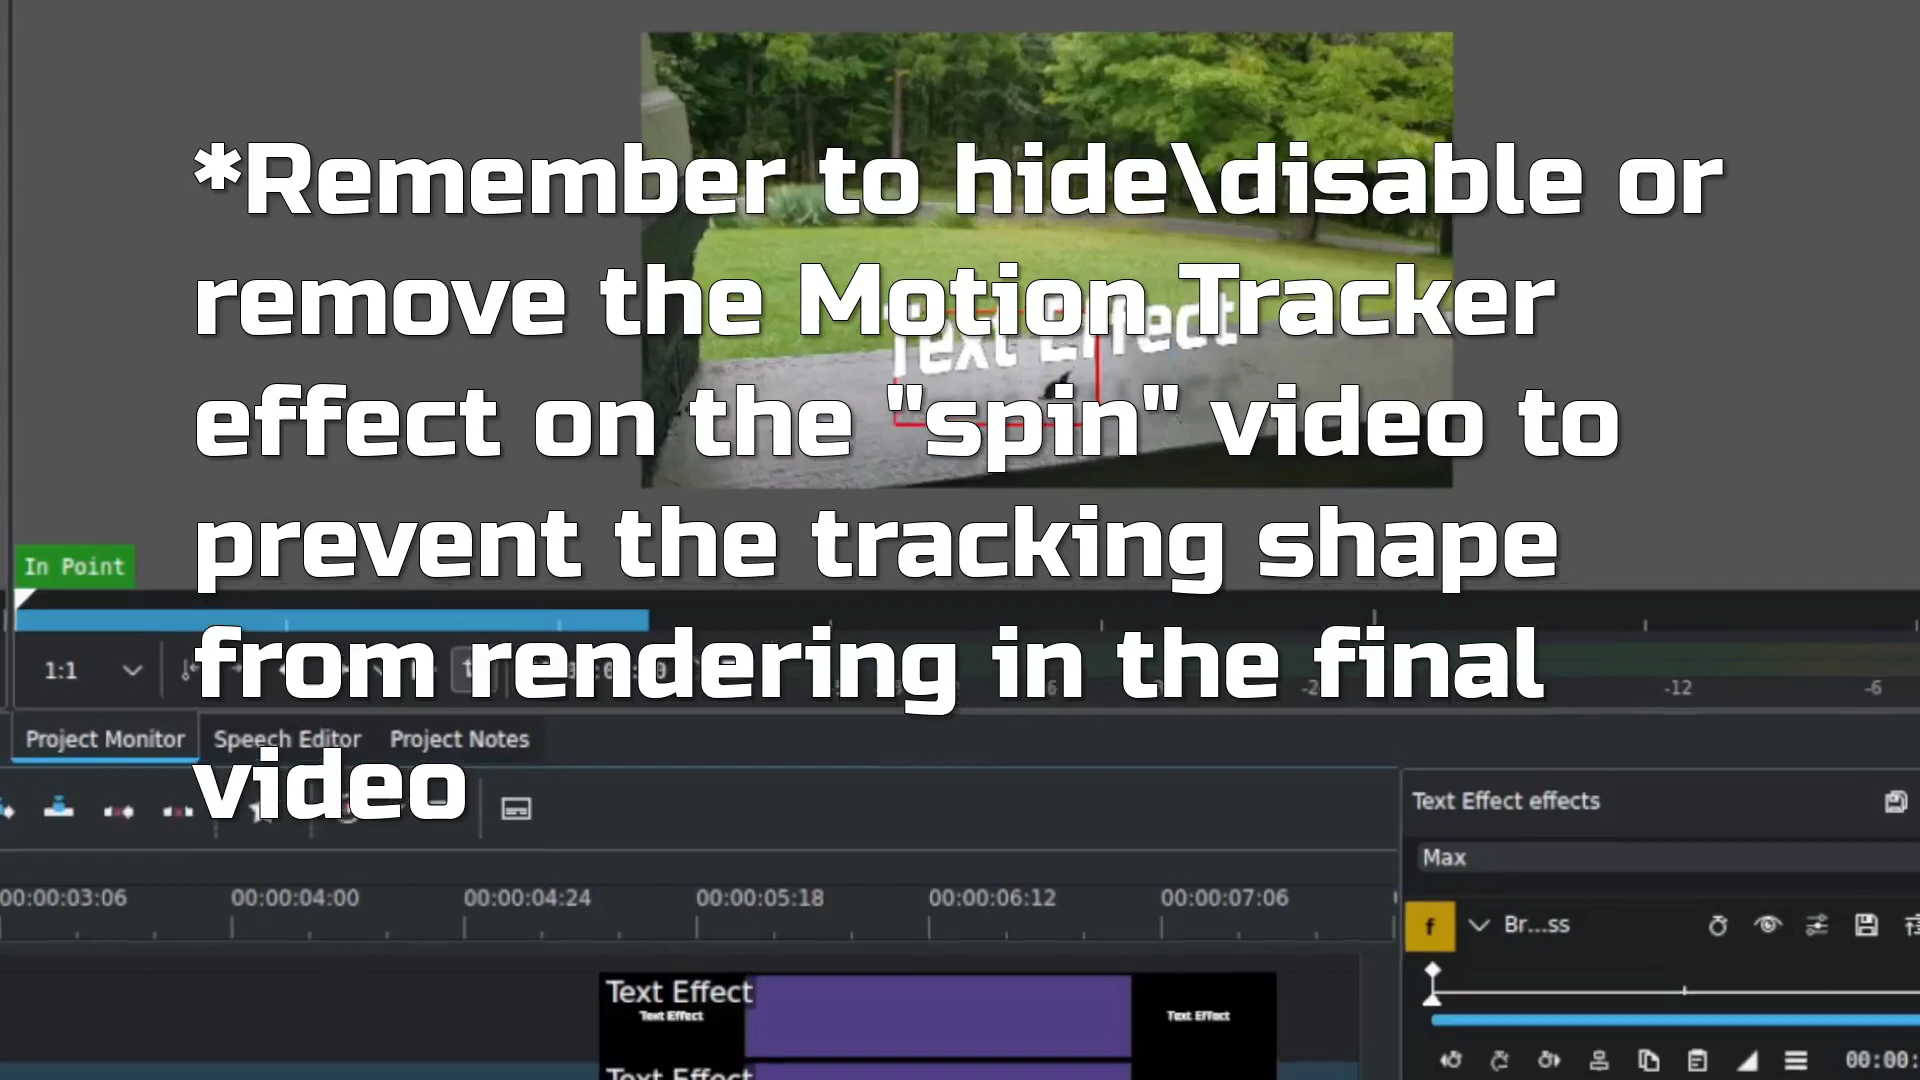 *Remember to hide\disable or
remove the Motion Tracker
Text Effect
effect on the "spin" video to
prevent the tracking shape
In Point
from rendering in the final
1:1
-12
-6
Project Monitor
Speech Editor
Project Notes
video
Text Effect effects
Max
00:00:03:06
00:00:04:00
00:00:04:24
00:00:05:18
00:00:06:12
00:00:07:06
f
Br...ss
Text Effect
Text Effect
Text Effect
Text Effect
00:00: